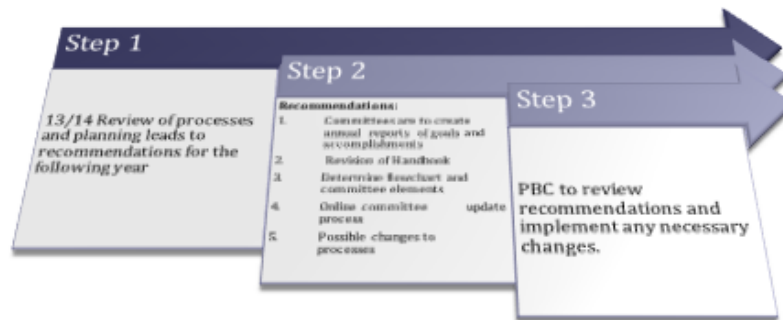 Step 1
13/14 Review of processes
and planning leads to
recommendations for the
following year
Step 2
Recommendations:
1. Committees are to create
annual reports of goals and
accomplishments
2. Revision of Handbook
3. Determine flowchart and
committee elements
4. Online committee update
process
5. Possible changes to
processes
Step 3
PBC to review
recommendations and
implement any necessary
changes.